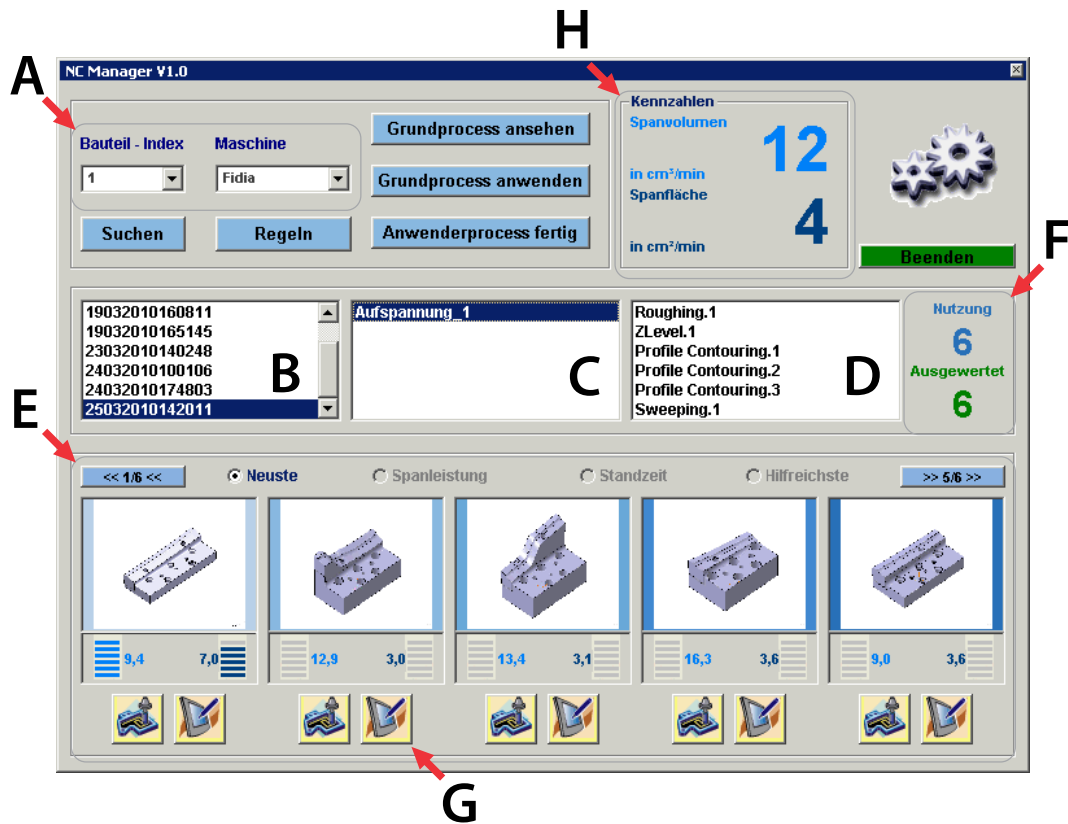 H
A
NC Manager V1.0
Kennzahlen
Spanvolumen
12
in cm³/min
Spanfläche
4
in cm²/min
Bauteil - Index
Maschine
1
Fidia
Suchen
Regeln
Grundprocess ansehen
Grundprocess anwenden
Anwenderprocess fertig
Beenden
F
19032010160811
19032010165145
23032010140248
24032010100106
24032010174803
25032010142011
B
Aufspannung_1
C
Roughing.1
ZLevel.1
Profile Contouring.1
Profile Contouring.2
Profile Contouring.3
Sweeping.1
D
Nutzung
6
Ausgewertet
6
E
<< 1/6 <<
Neuste
Spanleistung
Standzeit
Hilfreichste
>> 5/6 >>
9,4 7,0
12,9 3,0
13,4 3,1
16,3 3,6
9,0 3,6
G